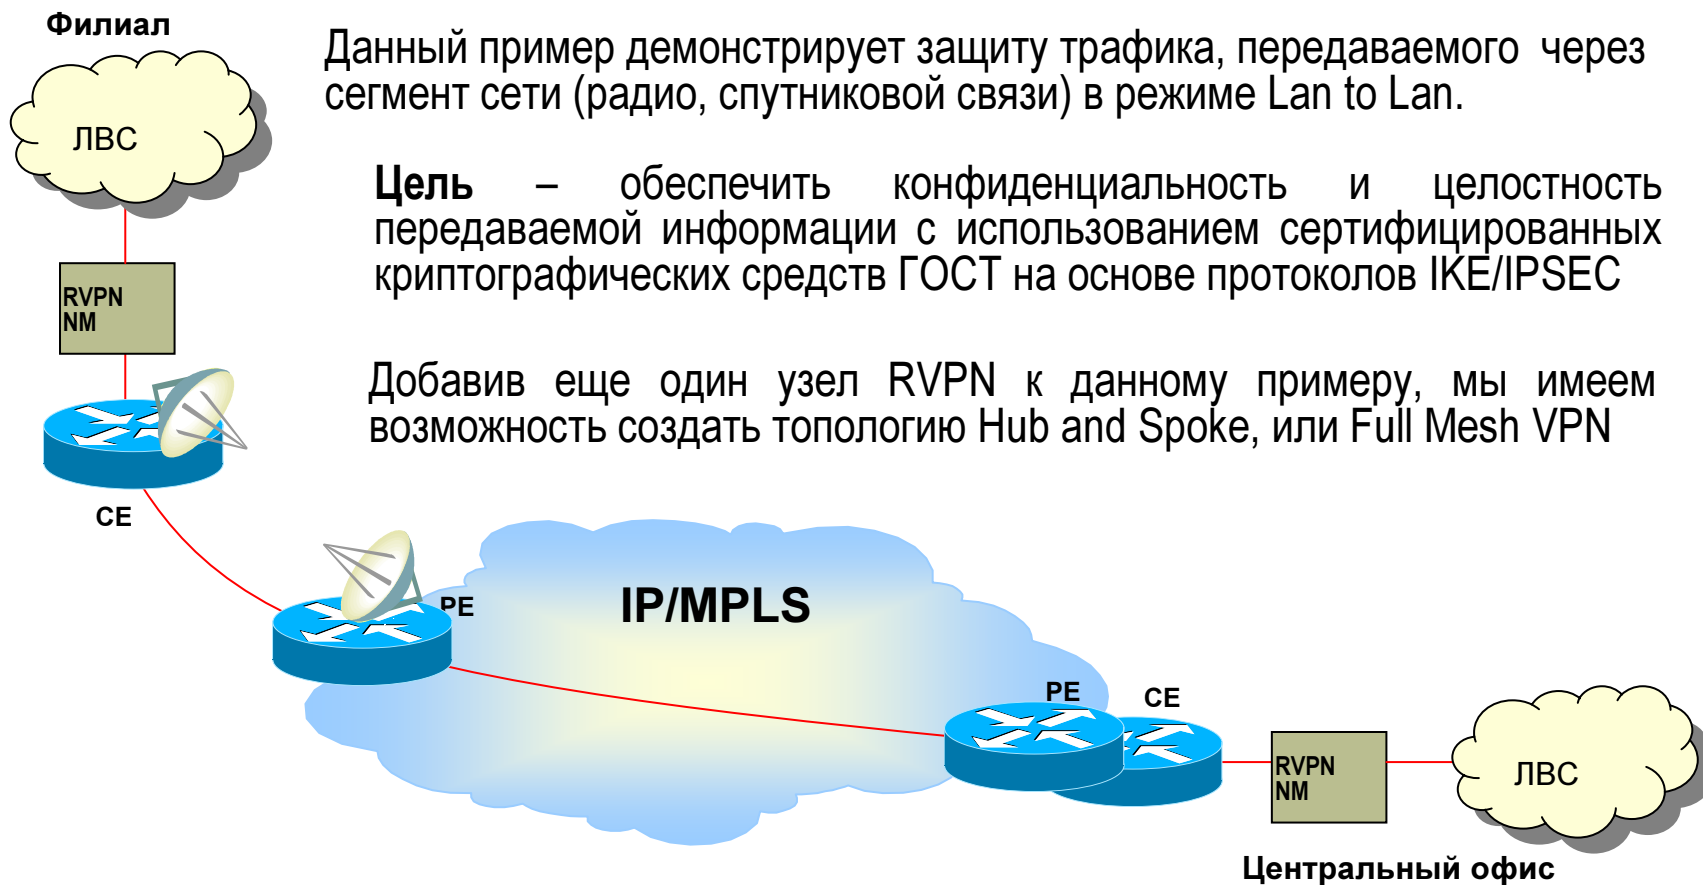 Филиал
Данный пример демонстрирует защиту трафика, передаваемого через
сегмент сети (радио, спутниковой связи) в режиме Lan to Lan.
ЛВС
Цель – обеспечить конфиденциальность и целостность
передаваемой информации с использованием сертифицированных
криптографических средств ГОСТ на основе протоколов IKE/IPSEC
RVPN
NM
Добавив еще один узел RVPN к данному примеру, мы имеем
возможность создать топологию Hub and Spoke, или Full Mesh VPN
CE
PE
IP/MPLS
PE
CE
RVPN
NM
ЛВС
Центральный офис